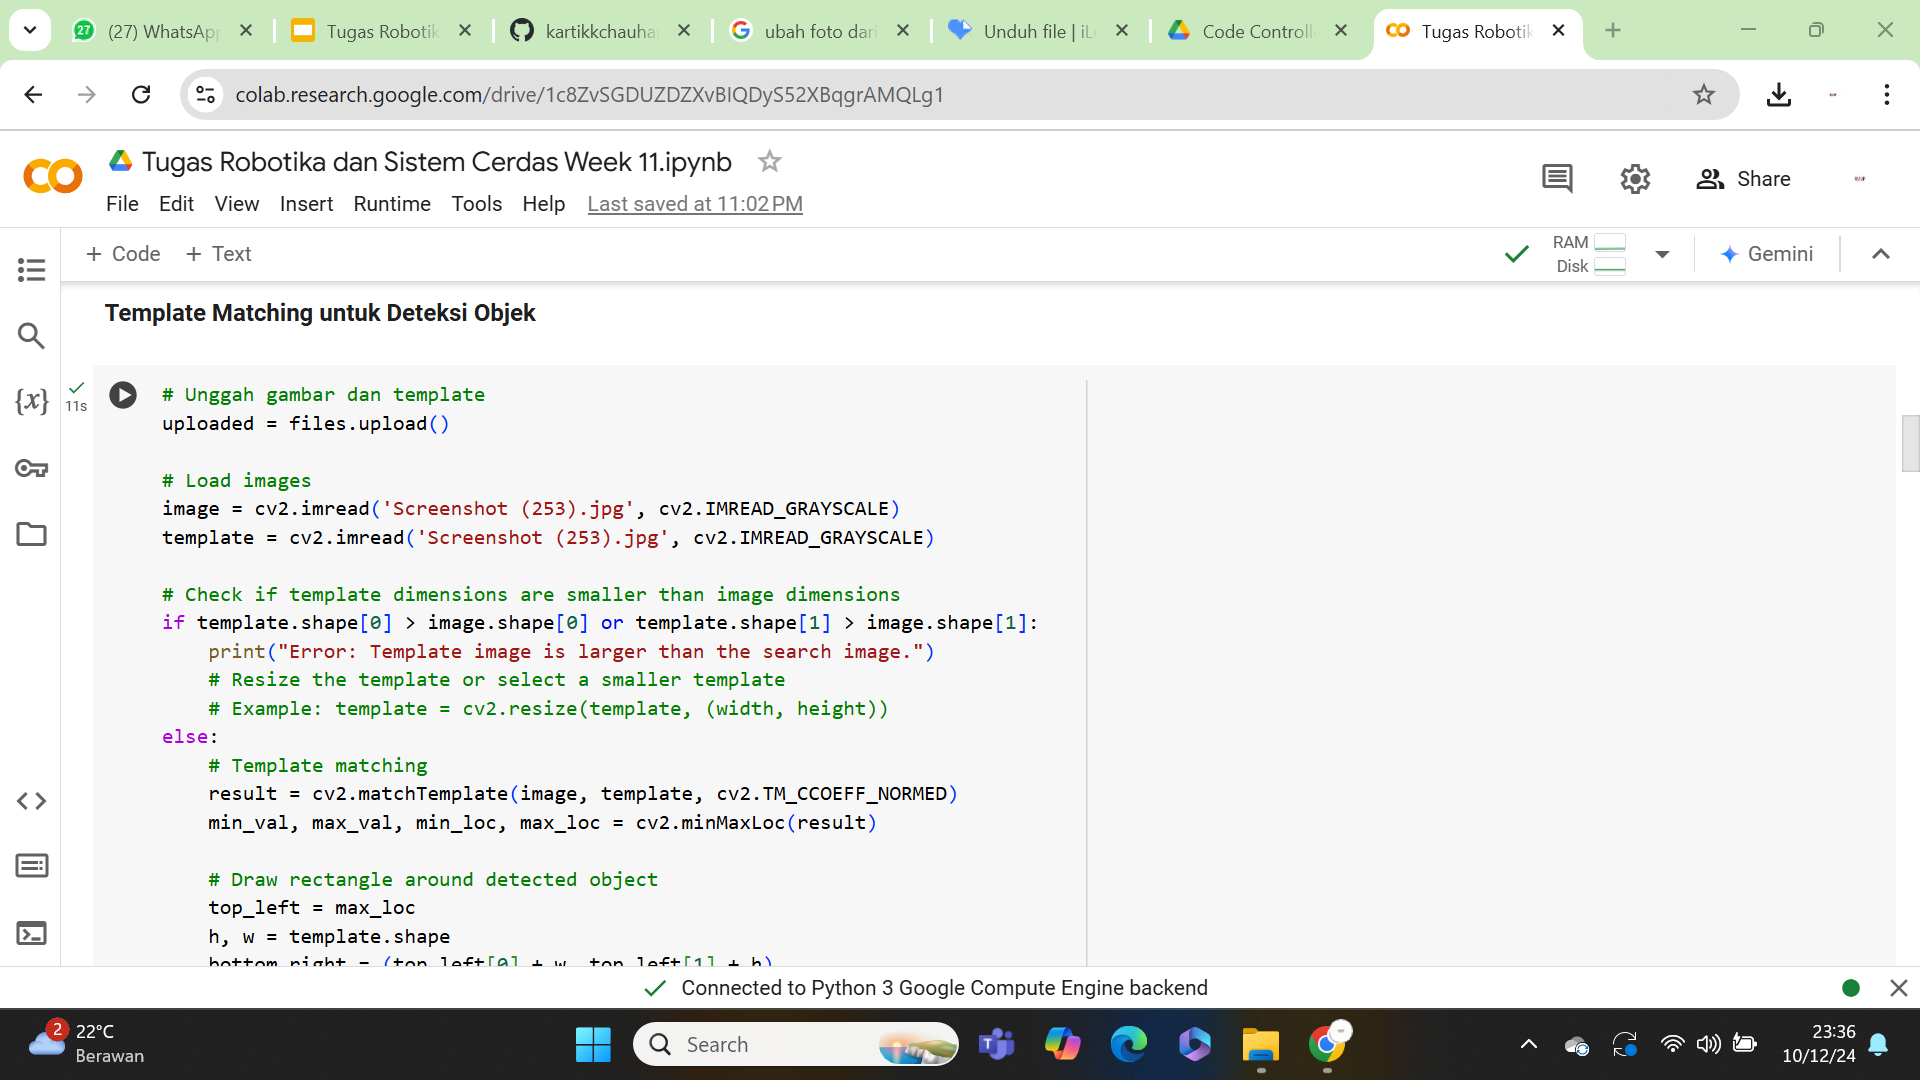 (27) WhatsApp
Tugas Robotik
kartikkchauha
ubah foto dari
Unduh file | iL
Code Controll
Tugas Robotik
colab.research.google.com/drive/1c8ZvSGDUZDZXvBIQDyS52XBqgrAMQLg1
Tugas Robotika dan Sistem Cerdas Week 11.ipynb
File Edit View Insert Runtime Tools Help Last saved at 11:02 PM
Share
+ Code + Text
RAM
Disk
Gemini
Template Matching untuk Deteksi Objek
11s
# Unggah gambar dan template
uploaded = files.upload()
# Load images
image = cv2.imread('Screenshot (253).jpg', cv2.IMREAD_GRAYSCALE)
template = cv2.imread('Screenshot (253).jpg', cv2.IMREAD_GRAYSCALE)
# Check if template dimensions are smaller than image dimensions
if template.shape[0] > image.shape[0] or template.shape[1] > image.shape[1]:
    print("Error: Template image is larger than the search image.")
    # Resize the template or select a smaller template
    # Example: template = cv2.resize(template, (width, height))
else:
    # Template matching
    result = cv2.matchTemplate(image, template, cv2.TM_CCOEFF_NORMED)
    min_val, max_val, min_loc, max_loc = cv2.minMaxLoc(result)
    # Draw rectangle around detected object
    top_left = max_loc
    h, w = template.shape
    bottom_right = (top_left[0] + w, top_left[1] + h)
Connected to Python 3 Google Compute Engine backend
2
22°C
Berawan
Search
23:36
10/12/24